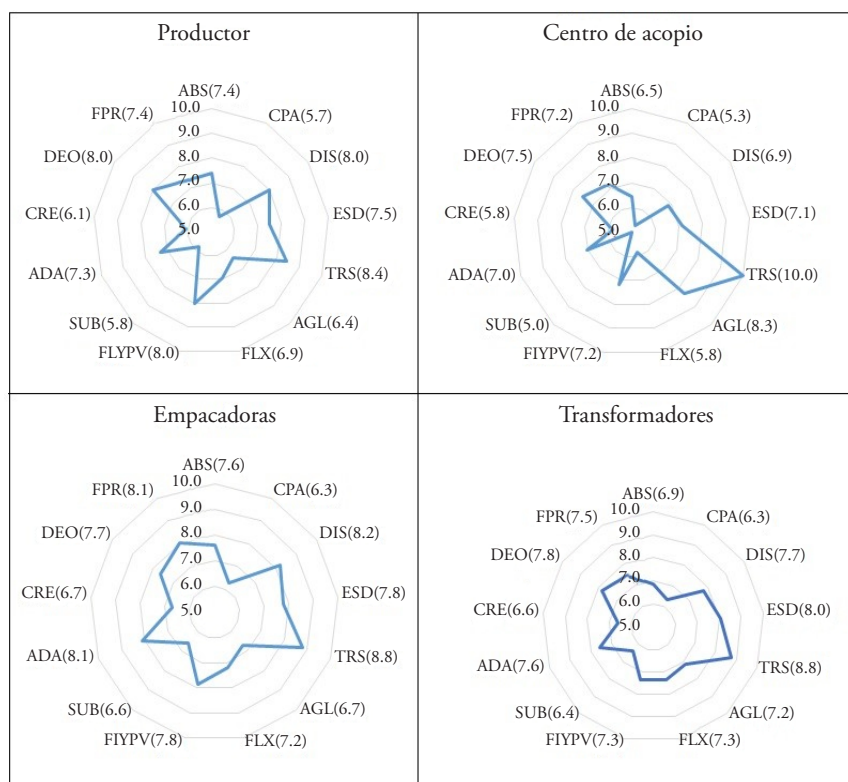 Productor
ABS(7.4)
CPA(5.7)
DIS(8.0)
ESD(7.5)
TRS(8.4)
AGL(6.4)
FLX(6.9)
FLYPV(8.0)
SUB(5.8)
ADA(7.3)
CRE(6.1)
DEO(8.0)
FPR(7.4)
10.0
9.0
8.0
7.0
6.0
5.0
Centro de acopio
ABS(6.5)
CPA(5.3)
DIS(6.9)
ESD(7.1)
TRS(10.0)
AGL(8.3)
FLX(5.8)
FIYPV(7.2)
SUB(5.0)
ADA(7.0)
CRE(5.8)
DEO(7.5)
FPR(7.2)
10.0
9.0
8.0
7.0
6.0
5.0
Empacadoras
ABS(7.6)
CPA(6.3)
DIS(8.2)
ESD(7.8)
TRS(8.8)
AGL(6.7)
FLX(7.2)
FIYPV(7.8)
SUB(6.6)
ADA(8.1)
CRE(6.7)
DEO(7.7)
FPR(8.1)
10.0
9.0
8.0
7.0
6.0
5.0
Transformadores
ABS(6.9)
CPA(6.3)
DIS(7.7)
ESD(8.0)
TRS(8.8)
AGL(7.2)
FLX(7.3)
FIYPV(7.3)
SUB(6.4)
ADA(7.6)
CRE(6.6)
DEO(7.8)
FPR(7.5)
10.0
9.0
8.0
7.0
6.0
5.0